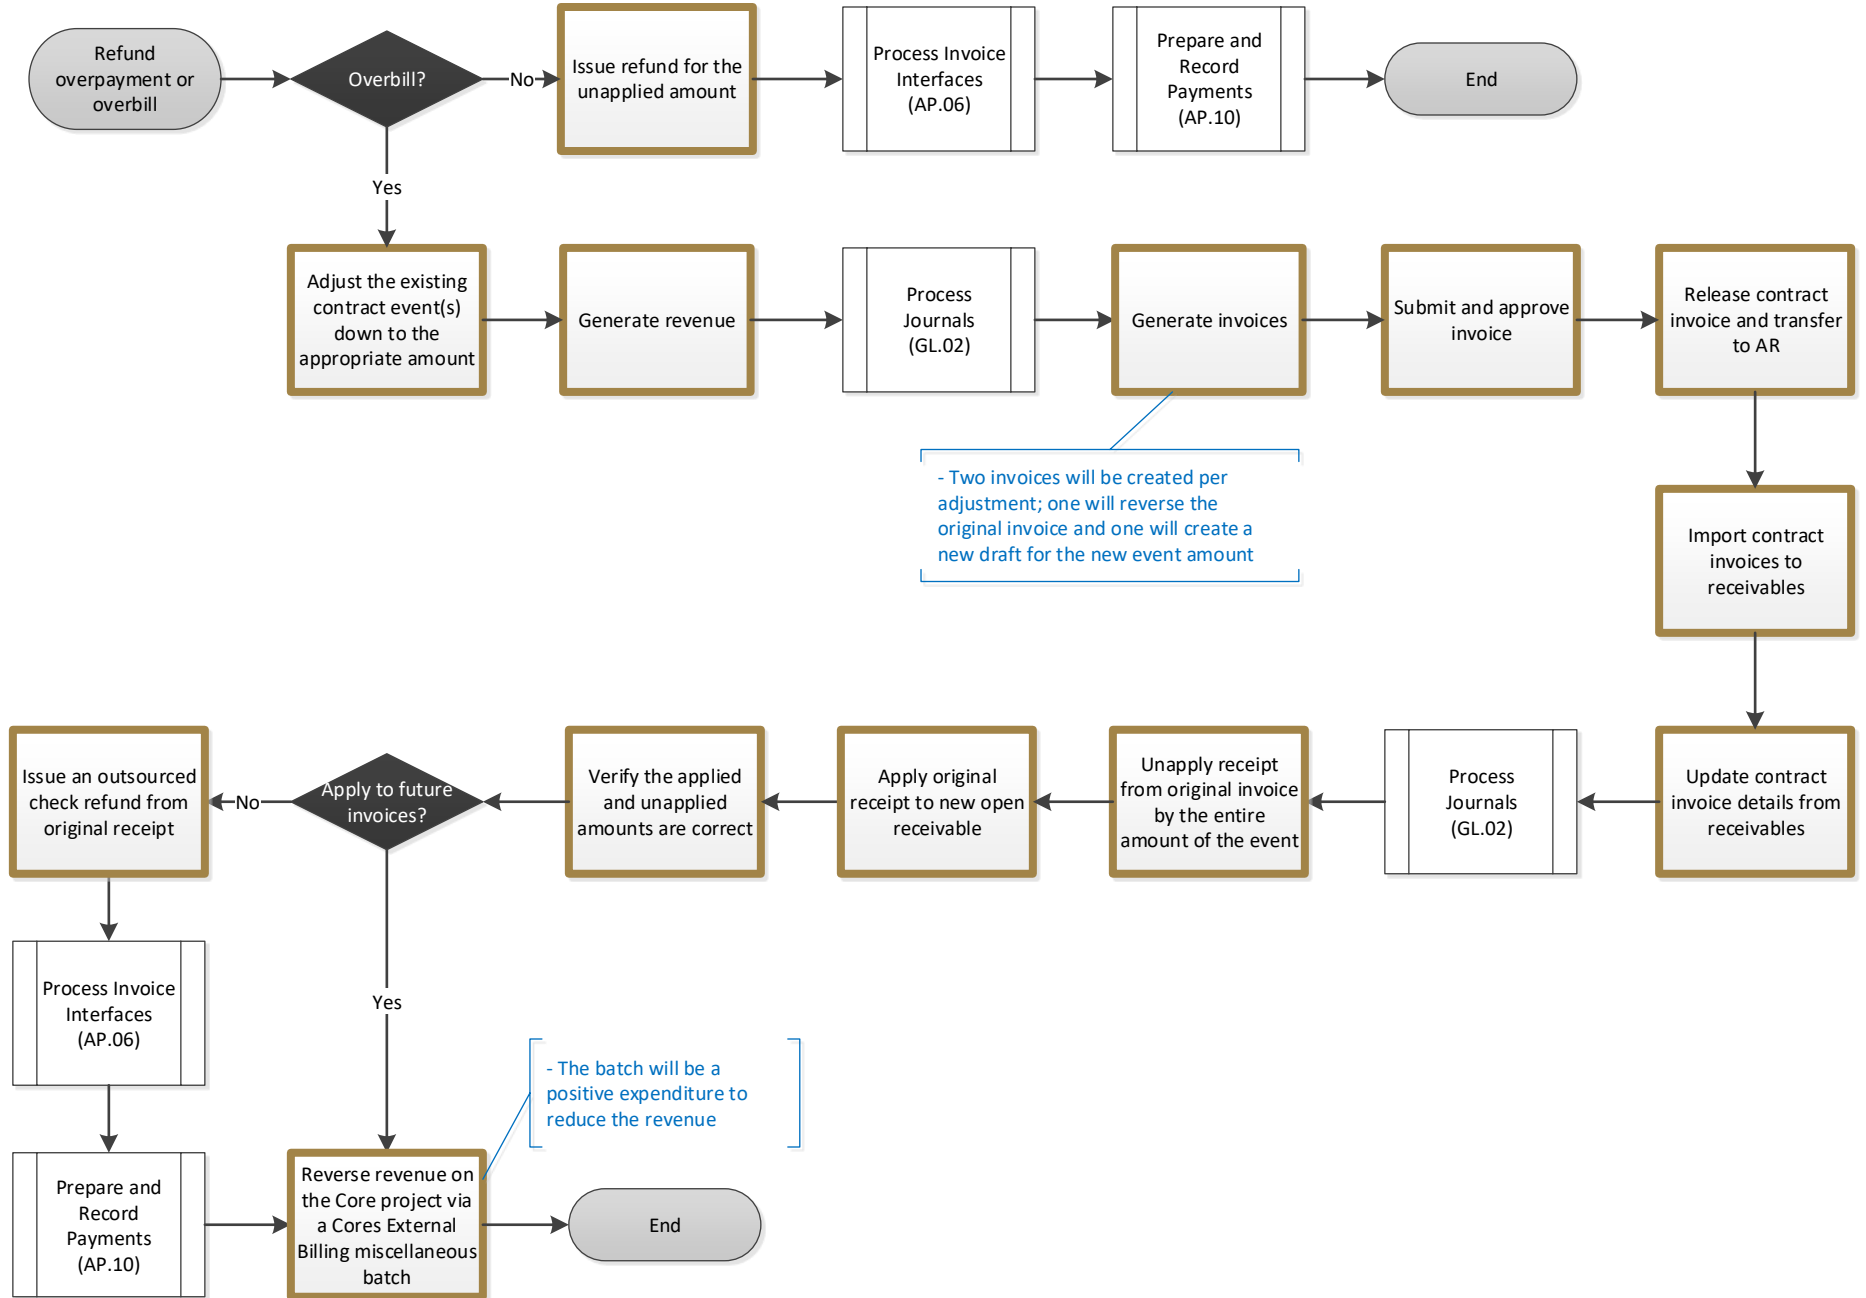 Refund
overpayment or
overbill
Overbill?
No
Issue refund for the
unapplied amount
Process Invoice
Interfaces
(AP.06)
Prepare and
Record
Payments
(AP.10)
End
Yes
Adjust the existing
contract event(s)
down to the
appropriate amount
Generate revenue
Process
Journals
(GL.02)
Generate invoices
Submit and approve
invoice
Release contract
invoice and transfer
to AR
- Two invoices will be created per
adjustment; one will reverse the
original invoice and one will create a
new draft for the new event amount
Import contract
invoices to
receivables
Update contract
invoice details from
receivables
Process
Journals
(GL.02)
Unapply receipt
from original invoice
by the entire
amount of the event
Apply original
receipt to new open
receivable
Verify the applied
and unapplied
amounts are correct
Apply to future
invoices?
No
Issue an outsourced
check refund from
original receipt
Process Invoice
Interfaces
(AP.06)
Prepare and
Record
Payments
(AP.10)
Yes
- The batch will be a
positive expenditure to
reduce the revenue
Reverse revenue on
the Core project via
a Cores External
Billing miscellaneous
batch
End